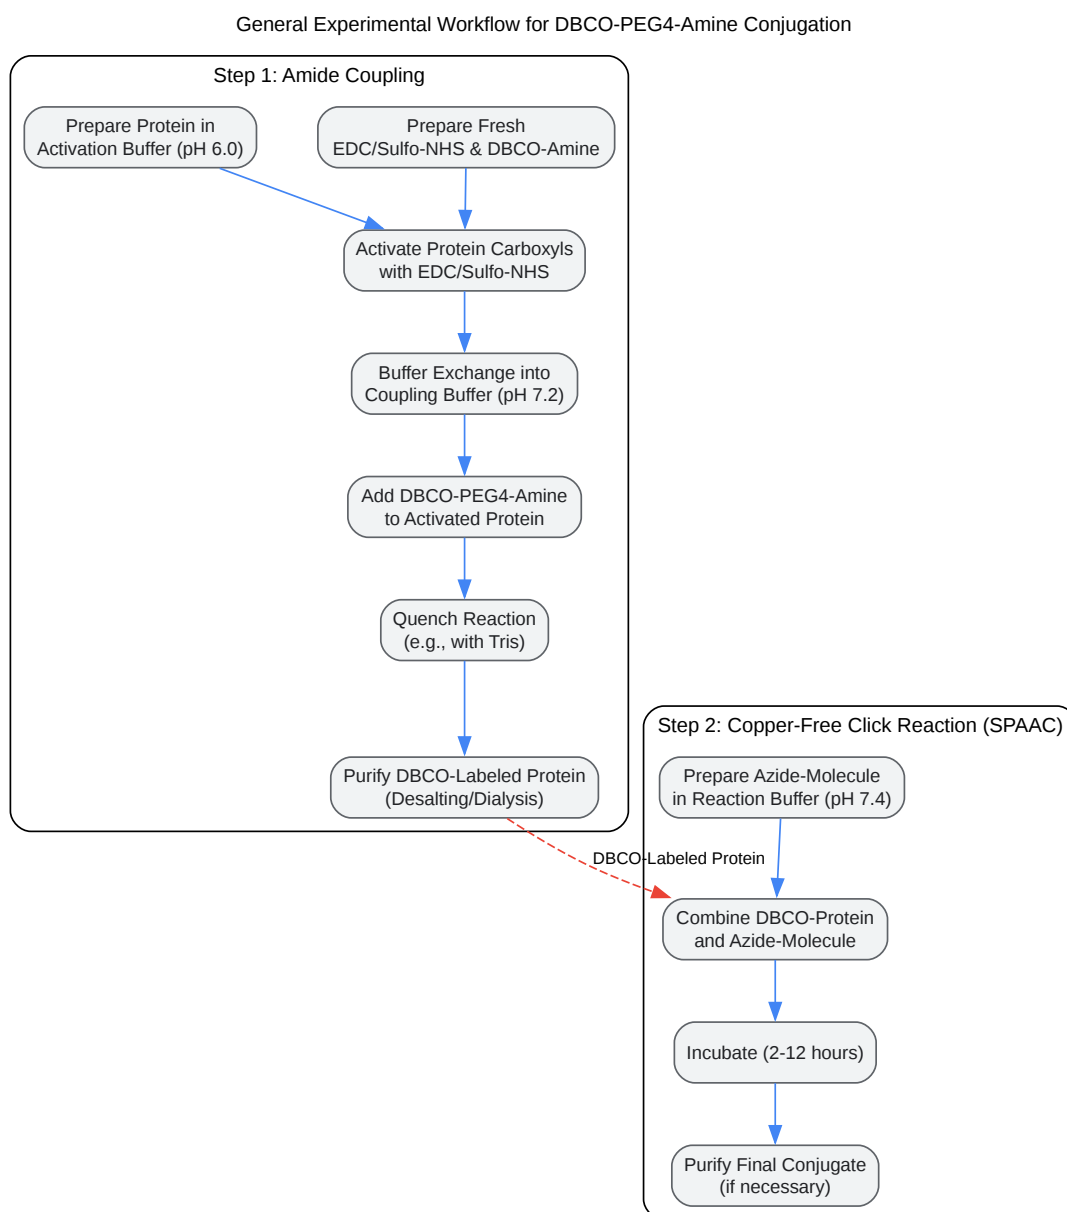 General Experimental Workflow for DBCO-PEG4-Amine Conjugation
Step 1: Amide Coupling
Prepare Protein in
Activation Buffer (pH 6.0)
Prepare Fresh
EDC/Sulfo-NHS & DBCO-Amine
Activate Protein Carboxyls
with EDC/Sulfo-NHS
Buffer Exchange into
Coupling Buffer (pH 7.2)
Add DBCO-PEG4-Amine
to Activated Protein
Quench Reaction
(e.g., with Tris)
Purify DBCO-Labeled Protein
(Desalting/Dialysis)
Step 2: Copper-Free Click Reaction (SPAAC)
Prepare Azide-Molecule
in Reaction Buffer (pH 7.4)
DBCO-Labeled Protein
Combine DBCO-Protein
and Azide-Molecule
Incubate (2-12 hours)
Purify Final Conjugate
(if necessary)